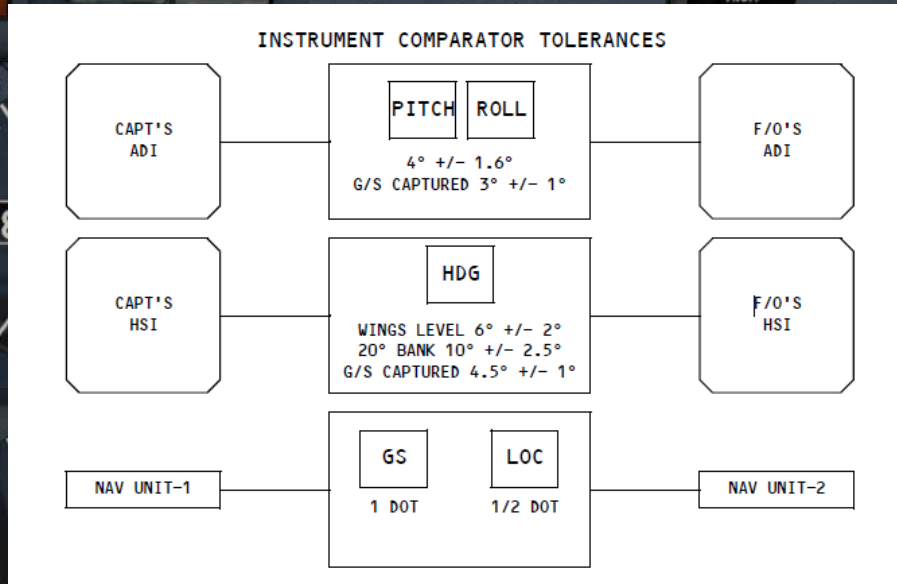 INSTRUMENT COMPARATOR TOLERANCES
CAPT'S
ADI
PITCH
ROLL
4° +/- 1.6°
G/S CAPTURED 3° +/- 1°
F/O'S
ADI
CAPT'S
HSI
HDG
WINGS LEVEL 6° +/- 2°
20° BANK 10° +/- 2.5°
G/S CAPTURED 4.5° +/- 1°
F/O'S
HSI
NAV UNIT-1
GS
LOC
1 DOT
1/2 DOT
NAV UNIT-2